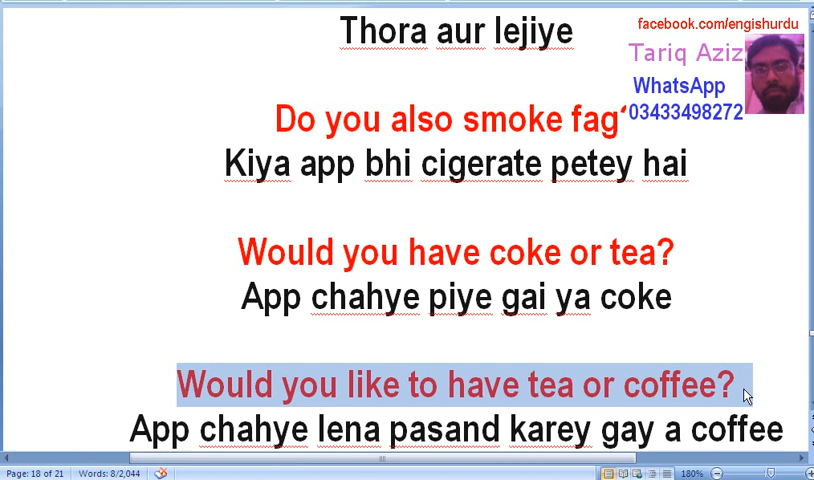 Thora aur lejiye
facebook.com/engishurdu
Tariq Aziz
WhatsApp
03433498272
Do you also smoke fag
Kiya app bhi cigerate petey hai
Would you have coke or tea?
App chahye piye gai ya coke
Would you like to have tea or coffee?
App chahye lena pasand karey gay a coffee
Page: 18 of 21 Words: 8/2,044 180%